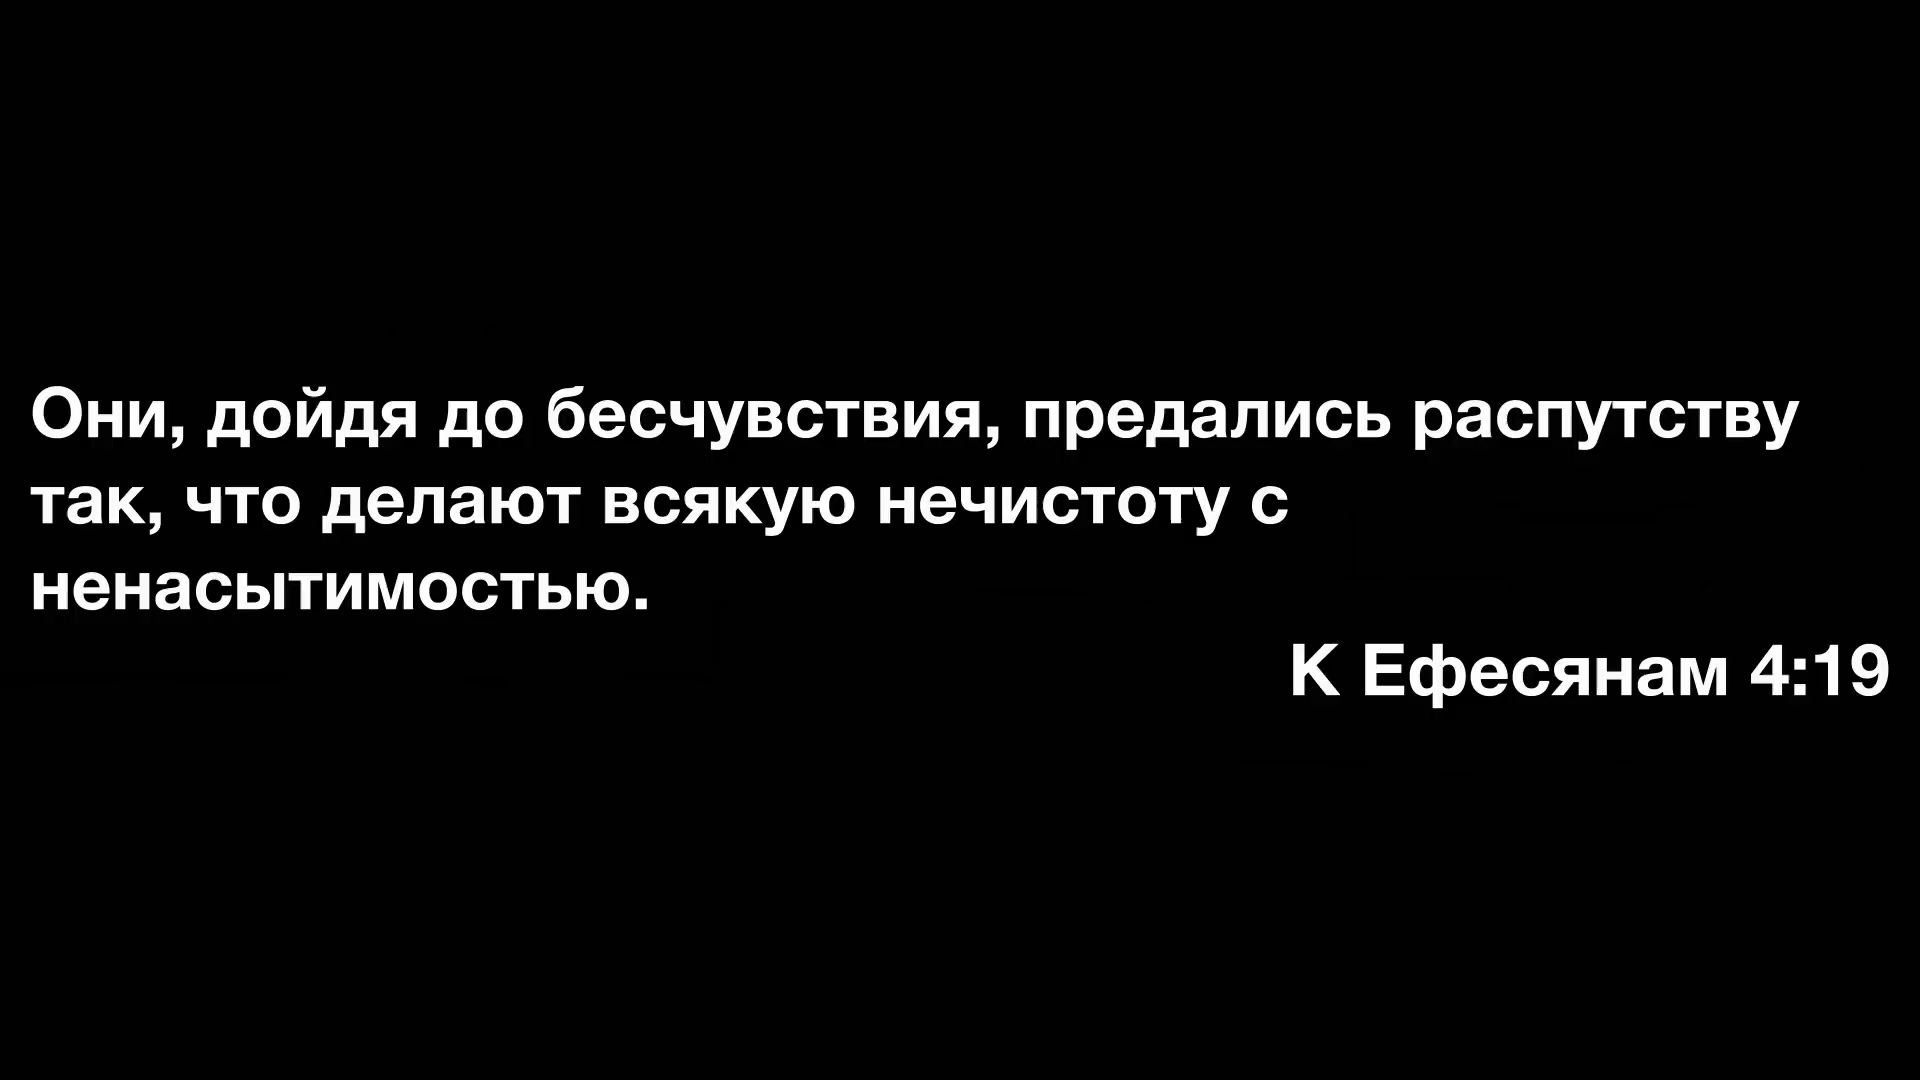 Они, дойдя до бесчувствия, предались распутству
так, что делают всякую нечистоту с
ненасытимостью.
К Ефесянам 4:19